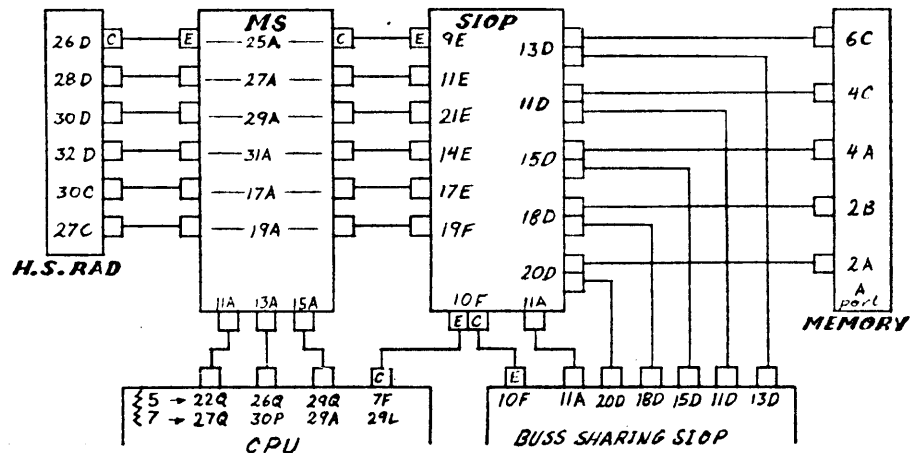 MS
SIOP
26D C E 25A C E 9E 13D 6C
28D 27A 11E
30D 29A 21E 11D 4C
32D 31A 14E 15D 4A
30C 17A 17E
27C 19A 19F 18D 2B
20D 2A
H.S. RAD
A port
MEMORY
11A 13A 15A
10F 11A
E C
C E
5 → 22Q 26Q 29Q 7F
7 → 27Q 30P 29A 29L
CPU
10F 11A 20D 18D 15D 11D 13D
BUSS SHARING SIOP